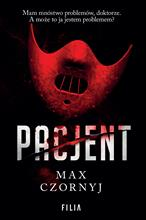 Mam mnóstwo problemów, doktorze.
A może to ja jestem problemem?
PACJENT
MAX
CZORNYJ
FILIA